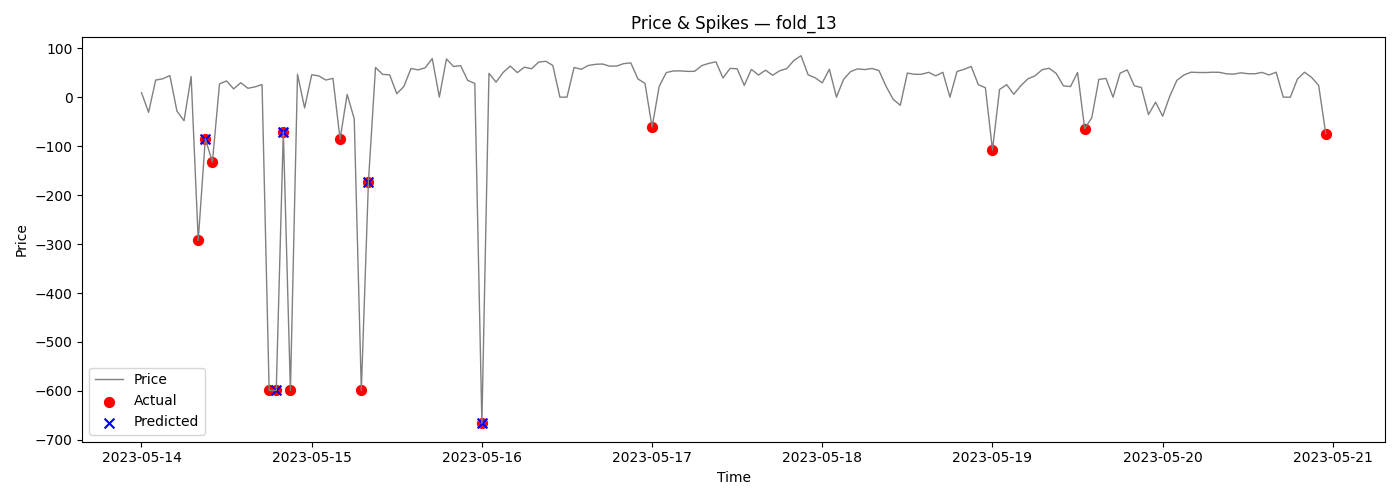 Price & Spikes — fold_13
Price
100
0
−100
−200
−300
−400
−500
−600
−700
Price
Actual
Predicted
2023-05-14
2023-05-15
2023-05-16
2023-05-17
2023-05-18
2023-05-19
2023-05-20
2023-05-21
Time